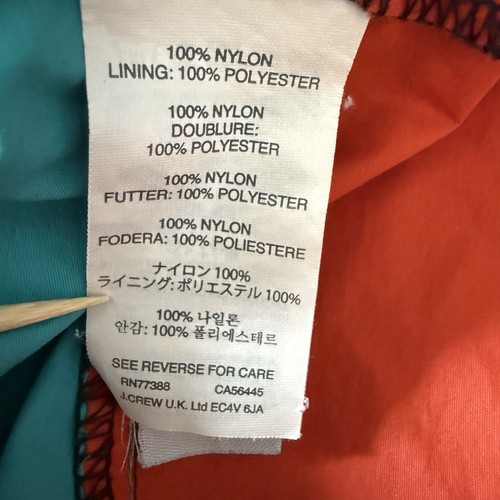 100% NYLON
LINING: 100% POLYESTER
100% NYLON
DOUBLURE:
100% POLYESTER
100% NYLON
FUTTER: 100% POLYESTER
100% NYLON
FODERA: 100% POLIESTERE
ナイロン 100%
ライニング: ポリエステル 100%
100% 나일론
안감: 100% 폴리에스테르
SEE REVERSE FOR CARE
RN77388 CA56445
J.CREW U.K. Ltd EC4V 6JA